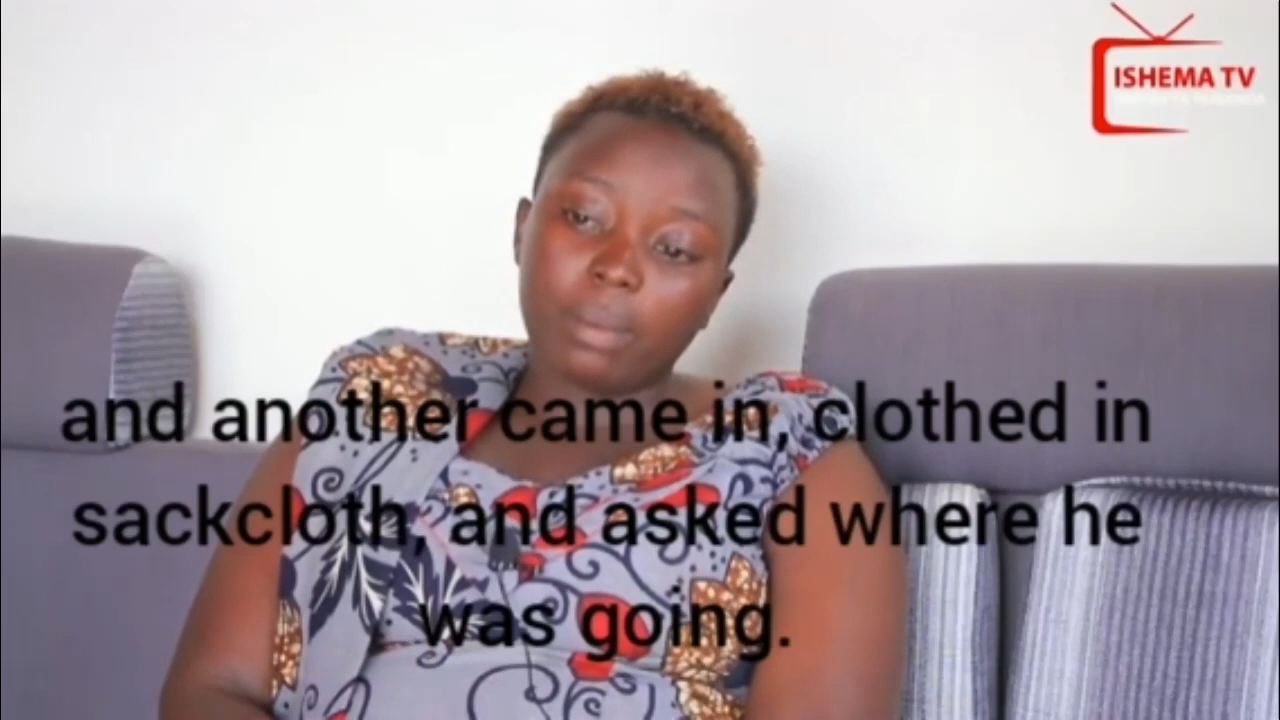 ISHEMA TV
and another came in, clothed in
sackcloth, and asked where he
was going.